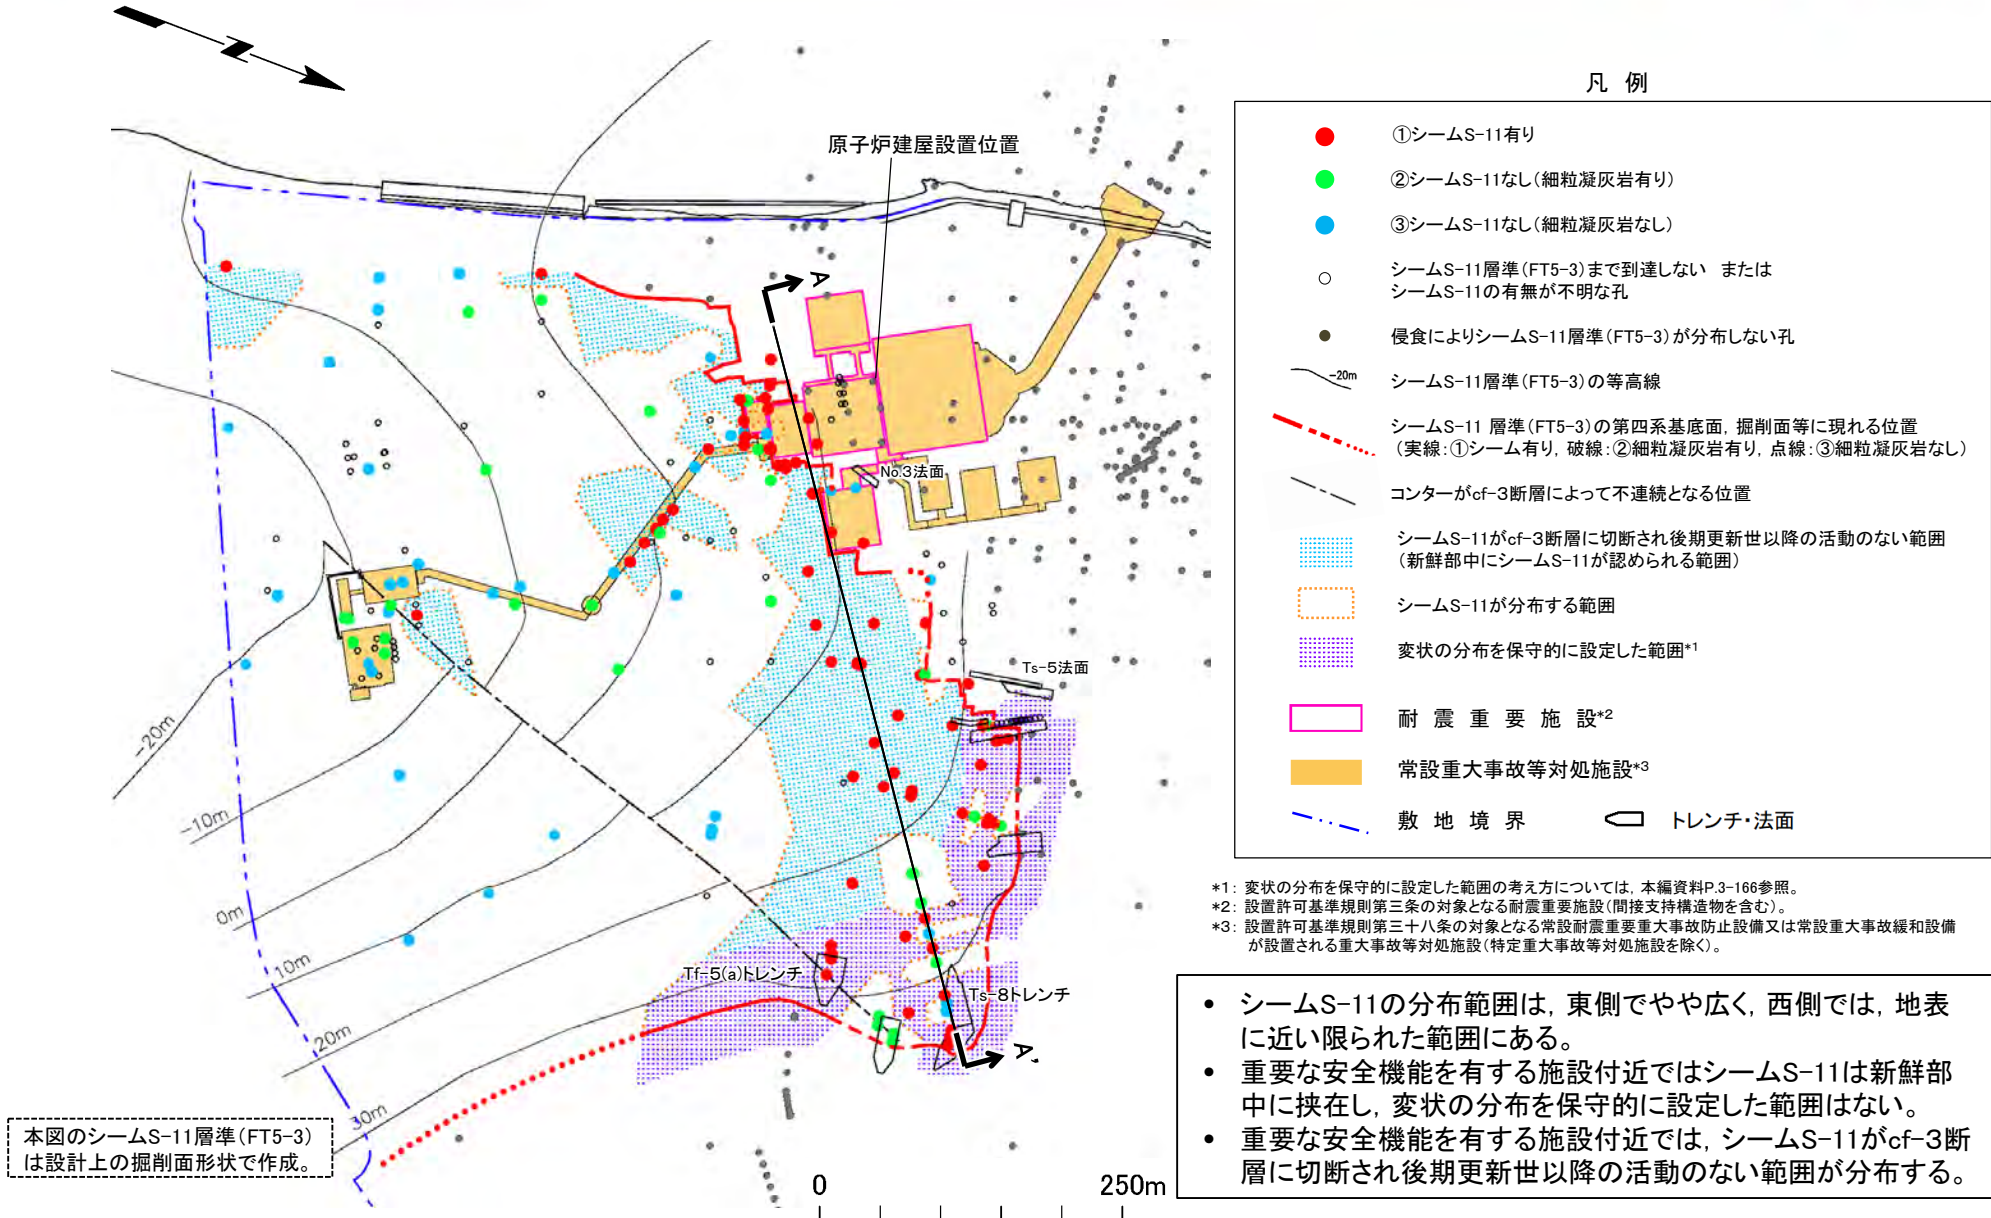 N
原子炉建屋設置位置
A
No.3法面
Ts-5法面
-20m
-10m
0m
10m
20m
30m
Tf-5(a)トレンチ
Ts-8トレンチ
A'
本図のシームS-11層準(FT5-3)
は設計上の掘削面形状で作成。
0
250m
凡 例
①シームS-11有り
②シームS-11なし(細粒凝灰岩有り)
③シームS-11なし(細粒凝灰岩なし)
シームS-11層準(FT5-3)まで到達しない または
シームS-11の有無が不明な孔
侵食によりシームS-11層準(FT5-3)が分布しない孔
-20m
シームS-11層準(FT5-3)の等高線
シームS-11 層準(FT5-3)の第四系基底面, 掘削面等に現れる位置
(実線:①シーム有り, 破線:②細粒凝灰岩有り, 点線:③細粒凝灰岩なし)
コンターがcf-3断層によって不連続となる位置
シームS-11がcf-3断層に切断され後期更新世以降の活動のない範囲
(新鮮部中にシームS-11が認められる範囲)
シームS-11が分布する範囲
変状の分布を保守的に設定した範囲*1
耐 震 重 要 施 設*2
常設重大事故等対処施設*3
敷 地 境 界
トレンチ・法面
*1: 変状の分布を保守的に設定した範囲の考え方については, 本編資料P.3-166参照。
*2: 設置許可基準規則第三条の対象となる耐震重要施設(間接支持構造物を含む)。
*3: 設置許可基準規則第三十八条の対象となる常設耐震重要重大事故防止設備又は常設重大事故緩和設備
が設置される重大事故等対処施設(特定重大事故等対処施設を除く)。
• シームS-11の分布範囲は, 東側でやや広く, 西側では, 地表
に近い限られた範囲にある。
• 重要な安全機能を有する施設付近ではシームS-11は新鮮部
中に挟在し, 変状の分布を保守的に設定した範囲はない。
• 重要な安全機能を有する施設付近では, シームS-11がcf-3断
層に切断され後期更新世以降の活動のない範囲が分布する。